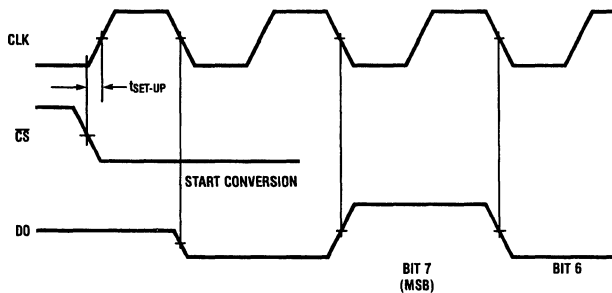 CLK
tSET-UP
CS
START CONVERSION
DO
BIT 7
(MSB)
BIT 6